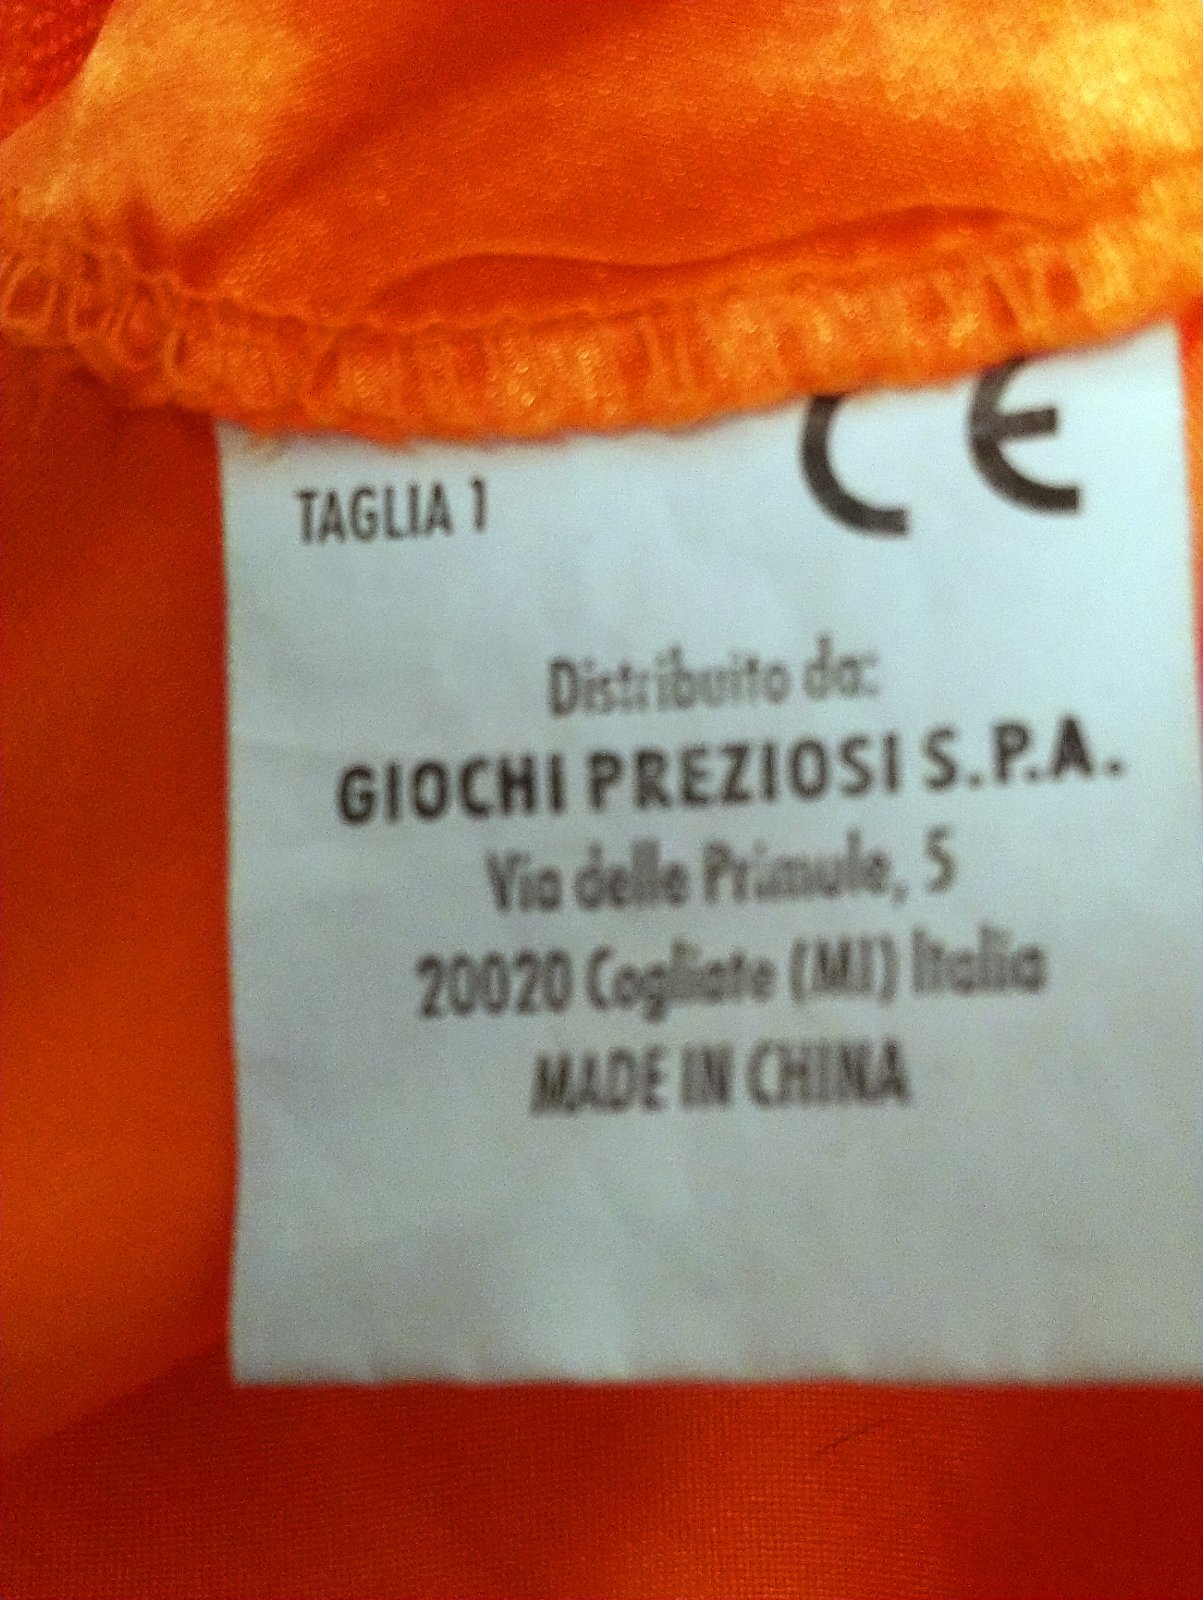 CE
TAGLIA 1
Distribuito da:
GIOCHI PREZIOSI S.P.A.
Via delle Primule, 5
20020 Cogliate (MI) Italia
MADE IN CHINA